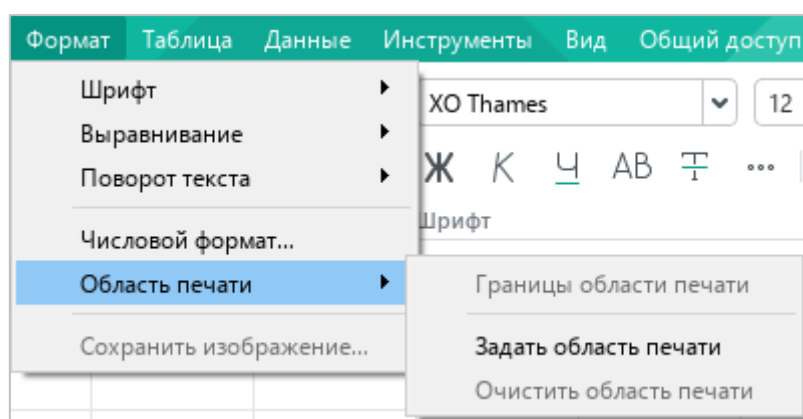 Формат Таблица Данные Инструменты Вид Общий доступ
Шрифт
XO Thames 12
Выравнивание
Ж К Ч АВ Т
Поворот текста
Шрифт
Числовой формат...
Область печати
Границы области печати
Сохранить изображение...
Задать область печати
Очистить область печати